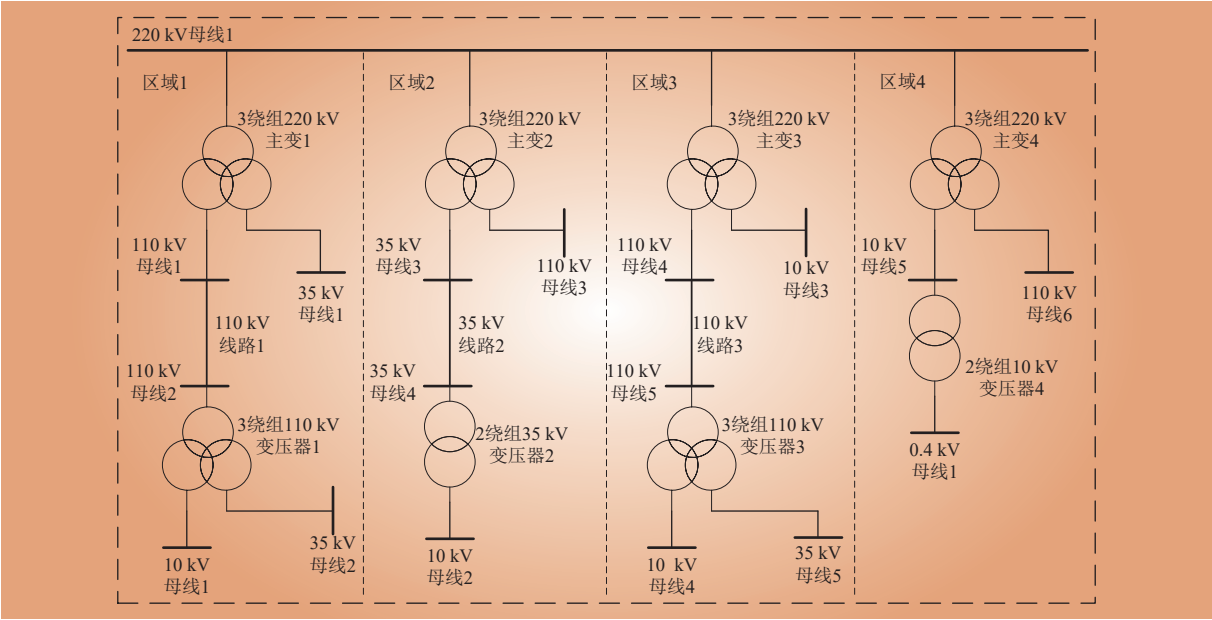 220 kV母线1
区域1
3绕组220 kV
主变1
110 kV
母线1
35 kV
母线1
110 kV
线路1
110 kV
母线2
3绕组110 kV
变压器1
35 kV
母线2
10 kV
母线1
区域2
3绕组220 kV
主变2
35 kV
母线3
110 kV
母线3
35 kV
线路2
35 kV
母线4
2绕组35 kV
变压器2
10 kV
母线2
区域3
3绕组220 kV
主变3
110 kV
母线4
10 kV
母线3
110 kV
线路3
110 kV
母线5
3绕组110 kV
变压器3
10 kV
母线4
35 kV
母线5
区域4
3绕组220 kV
主变4
10 kV
母线5
110 kV
母线6
2绕组10 kV
变压器4
0.4 kV
母线1